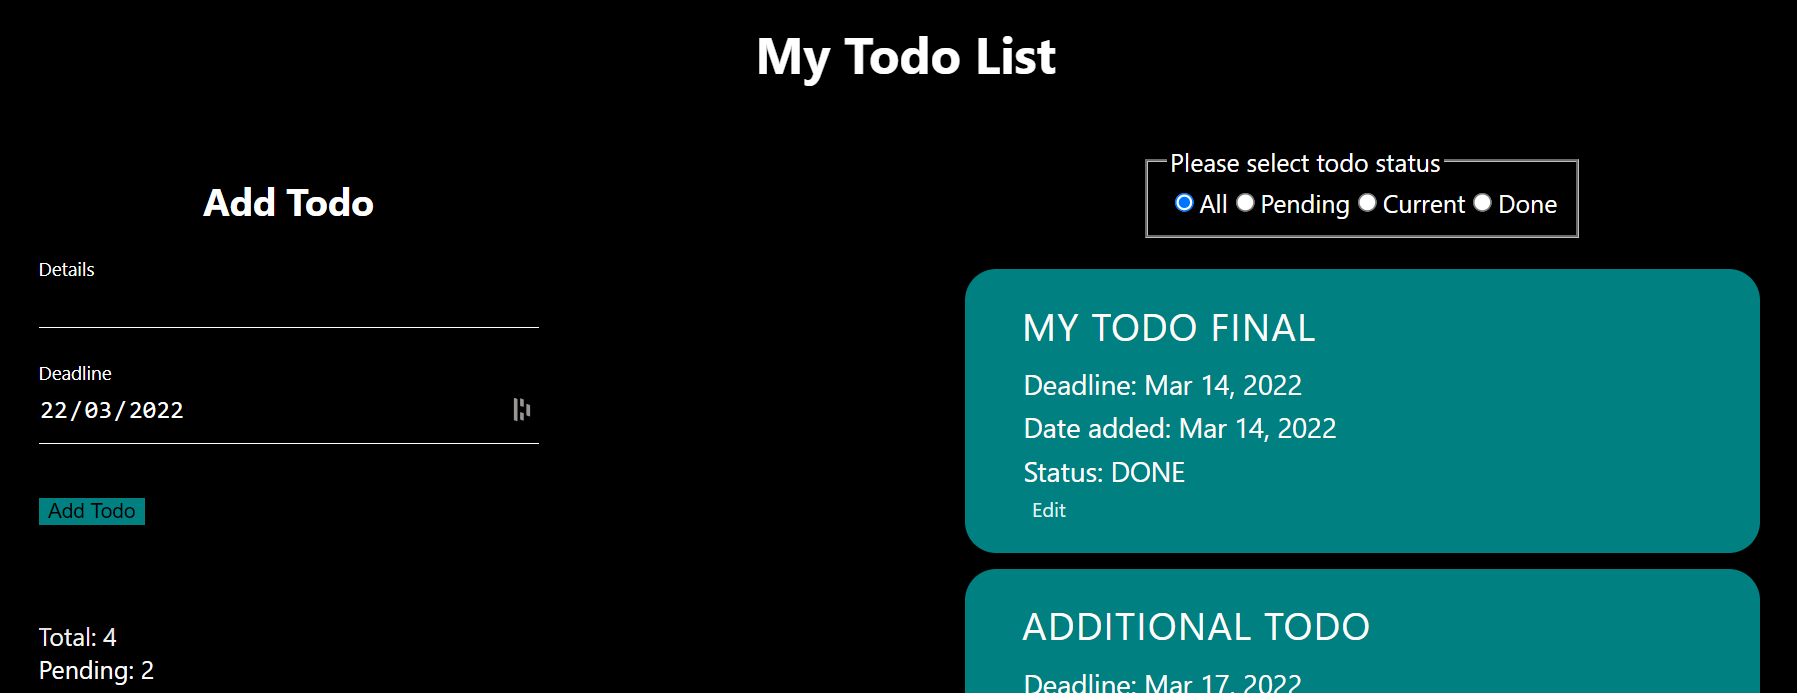 My Todo List
Add Todo
Details
Deadline
22/03/2022
Add Todo
Total: 4
Pending: 2
Please select todo status
All Pending Current Done
MY TODO FINAL
Deadline: Mar 14, 2022
Date added: Mar 14, 2022
Status: DONE
Edit
ADDITIONAL TODO
Deadline: Mar 17, 2022